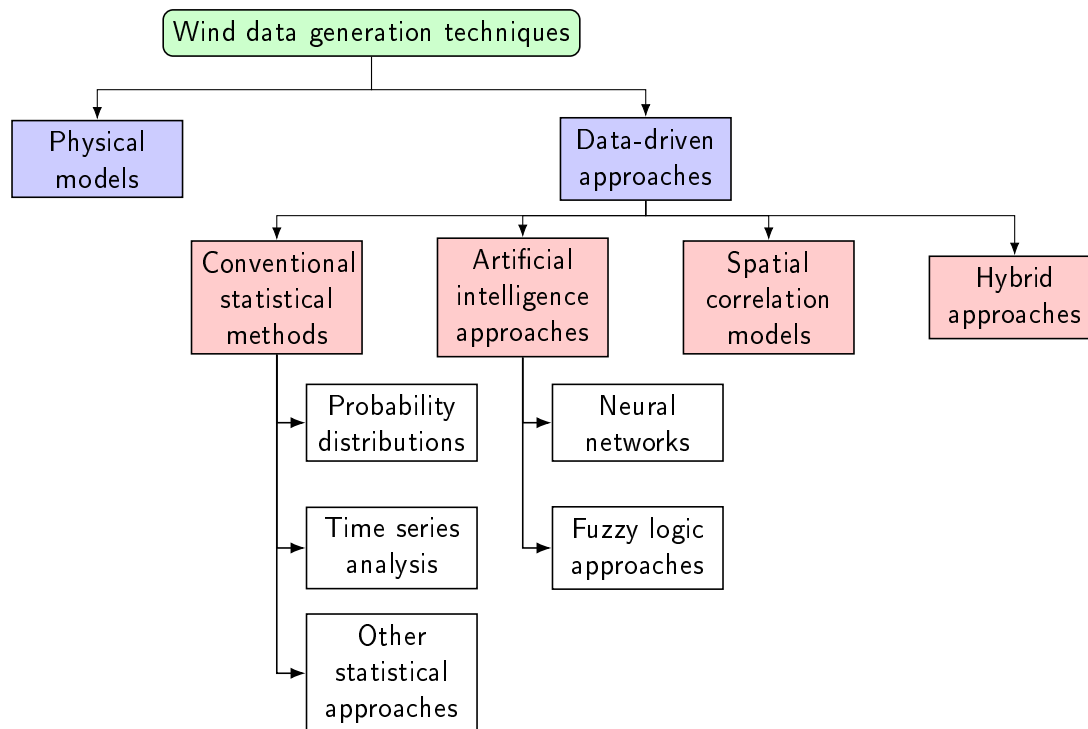 Wind data generation techniques
Physical
models
Data-driven
approaches
Conventional
statistical
methods
Artificial
intelligence
approaches
Spatial
correlation
models
Hybrid
approaches
Probability
distributions
Neural
networks
Time series
analysis
Fuzzy logic
approaches
Other
statistical
approaches